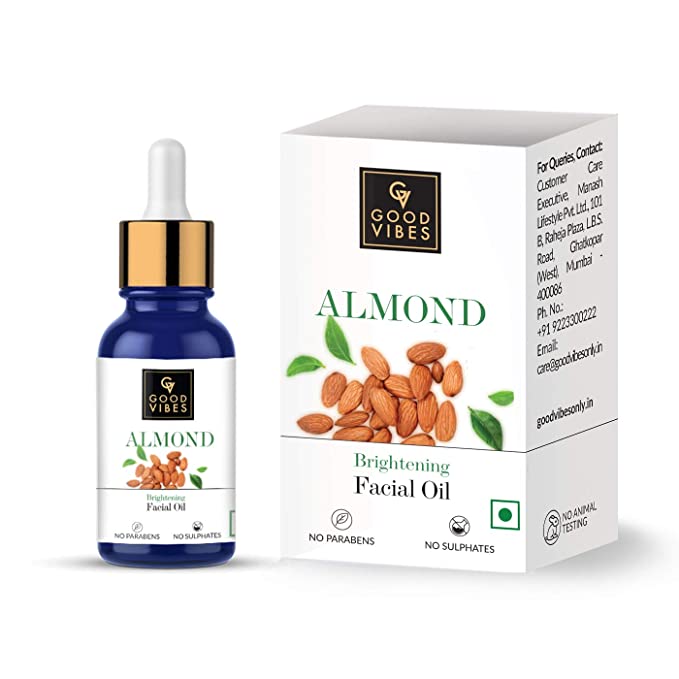 GV
GOOD
VIBES
ALMOND
Brightening
Facial Oil
NO PARABENS
NO SULPHATES
GV
GOOD
VIBES
ALMOND
Brightening
Facial Oil
NO PARABENS
NO SULPHATES
For Queries, Contact:
Customer Care
Executive, Manash
Lifestyle Pvt. Ltd., 101
B, Raheja Plaza, L.B.S.
Road, Ghatkopar
(West), Mumbai -
400086
Ph. No.:
+91 9223300222
Email:
care@goodvibesonly.in
goodvibesonly.in
NO ANIMAL
TESTING